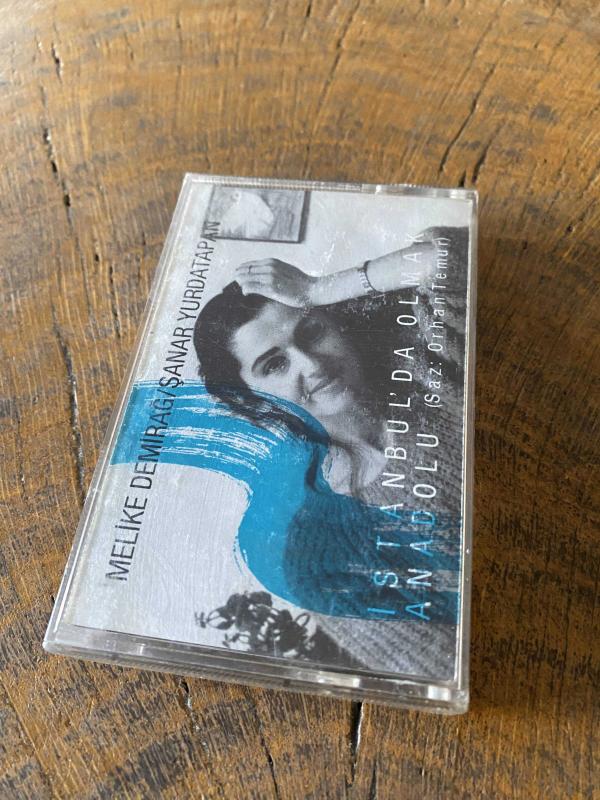 MELİKE DEMİRAĞ/ŞANAR YURDATAPAN
İSTANBUL'DA OLMAK
ANADOLU (Saz: Orhan Temur)